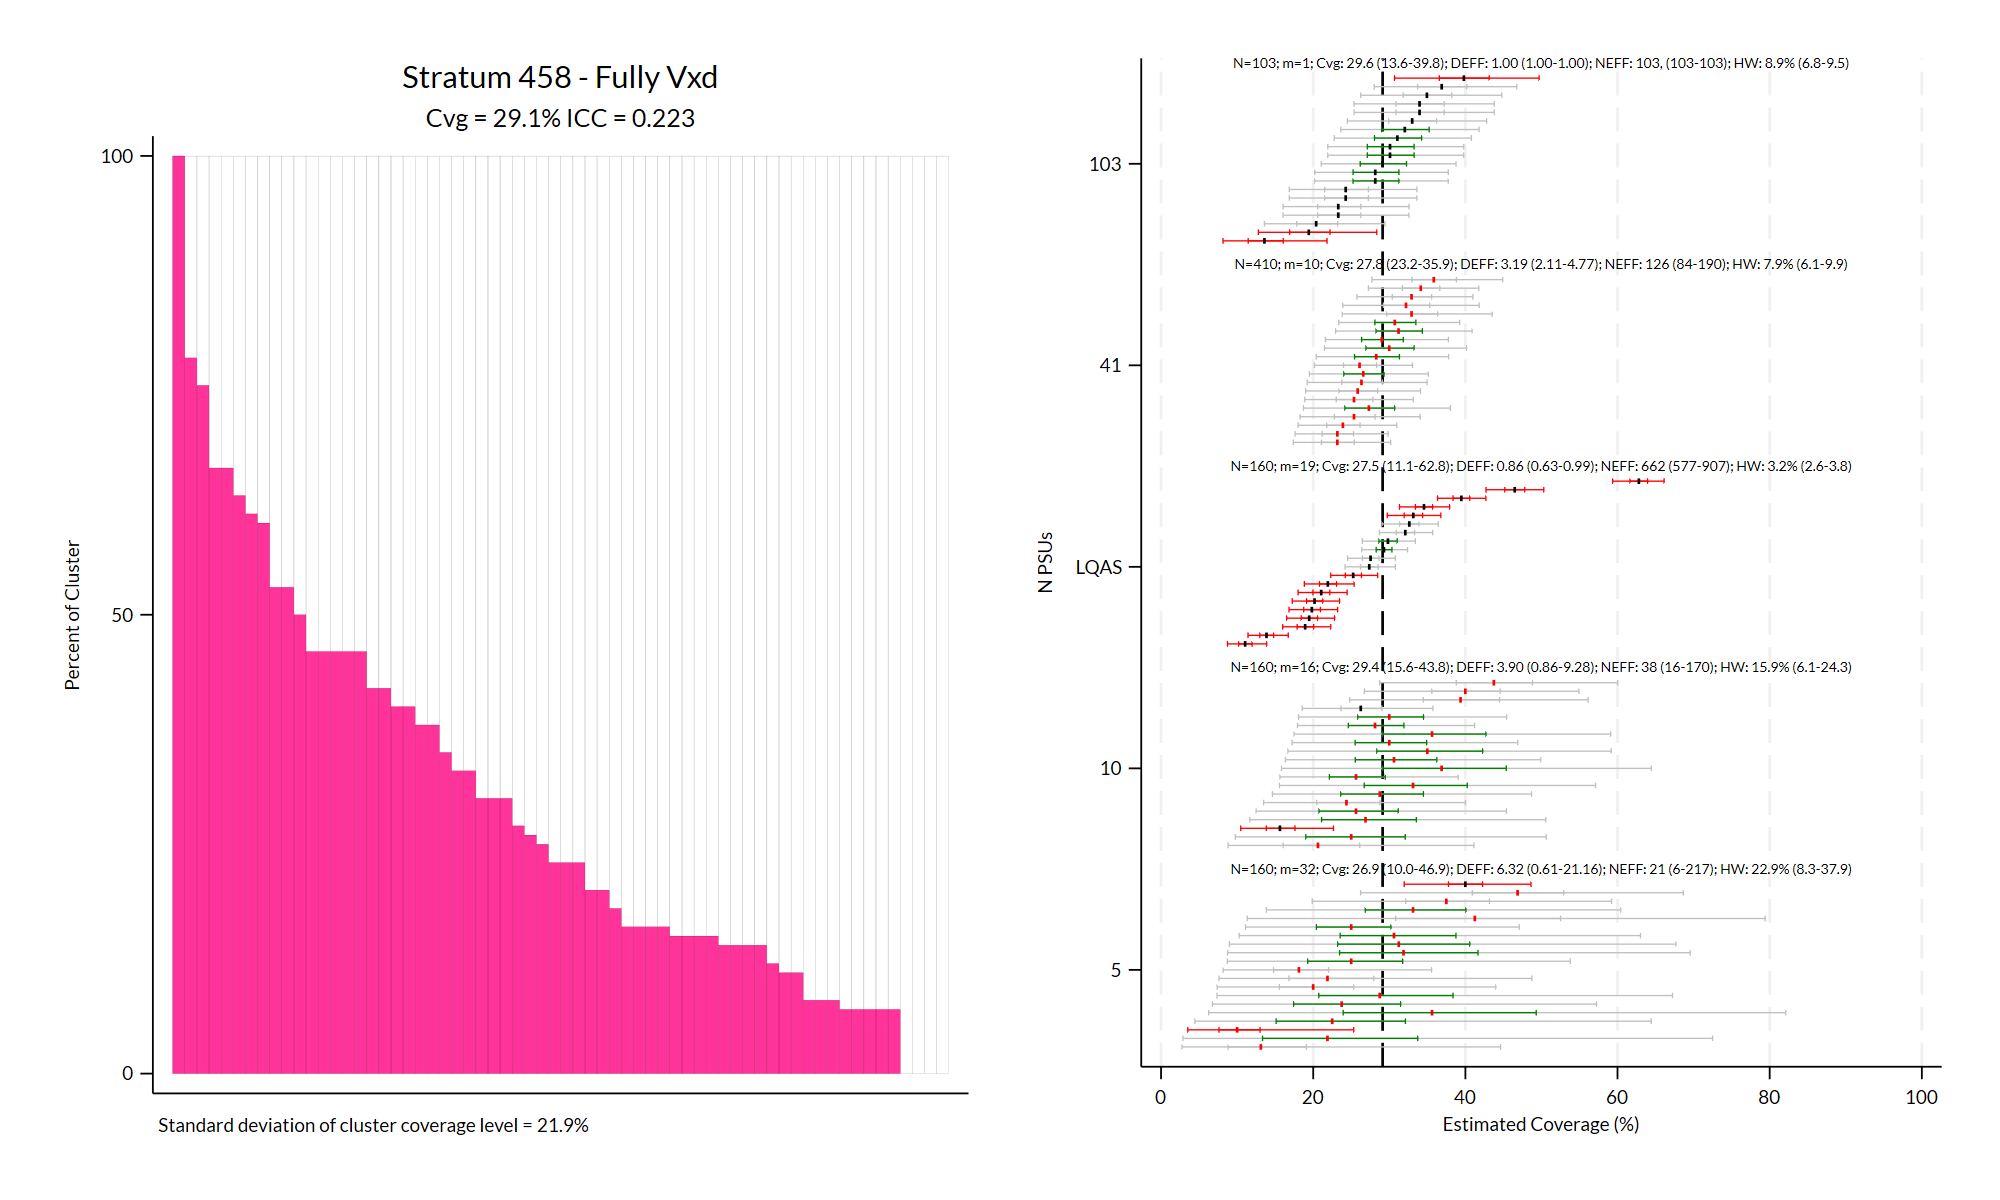 Stratum 458 - Fully Vxd
Cvg = 29.1% ICC = 0.223
Percent of Cluster
100
50
0
Standard deviation of cluster coverage level = 21.9%
N PSUs
103
41
LQAS
10
5
N=103; m=1; Cvg: 29.6 (13.6-39.8); DEFF: 1.00 (1.00-1.00); NEFF: 103, (103-103); HW: 8.9% (6.8-9.5)
N=410; m=10; Cvg: 27.8 (23.2-35.9); DEFF: 3.19 (2.11-4.77); NEFF: 126 (84-190); HW: 7.9% (6.1-9.9)
N=160; m=19; Cvg: 27.5 (11.1-62.8); DEFF: 0.86 (0.63-0.99); NEFF: 662 (577-907); HW: 3.2% (2.6-3.8)
N=160; m=16; Cvg: 29.4 (15.6-43.8); DEFF: 3.90 (0.86-9.28); NEFF: 38 (16-170); HW: 15.9% (6.1-24.3)
N=160; m=32; Cvg: 26.9 (10.0-46.9); DEFF: 6.32 (0.61-21.16); NEFF: 21 (6-217); HW: 22.9% (8.3-37.9)
0 20 40 60 80 100
Estimated Coverage (%)